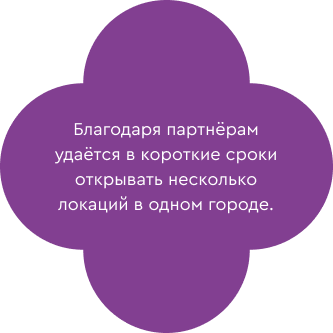 Благодаря партнёрам
удаётся в короткие сроки
открывать несколько
локаций в одном городе.